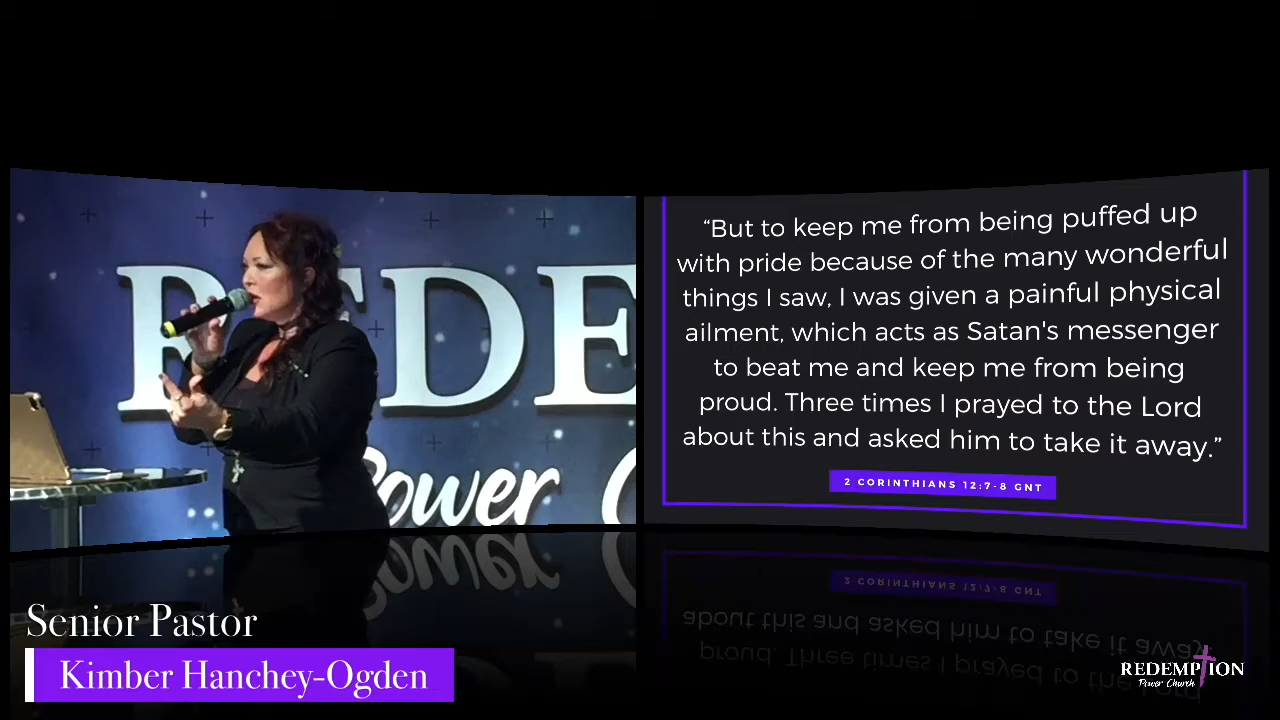 REDE
Power C
“But to keep me from being puffed up
with pride because of the many wonderful
things I saw, I was given a painful physical
ailment, which acts as Satan's messenger
to beat me and keep me from being
proud. Three times I prayed to the Lord
about this and asked him to take it away.”
2 CORINTHIANS 12:7-8 GNT
Senior Pastor
Kimber Hanchey-Ogden
REDEMPTION
Power Church